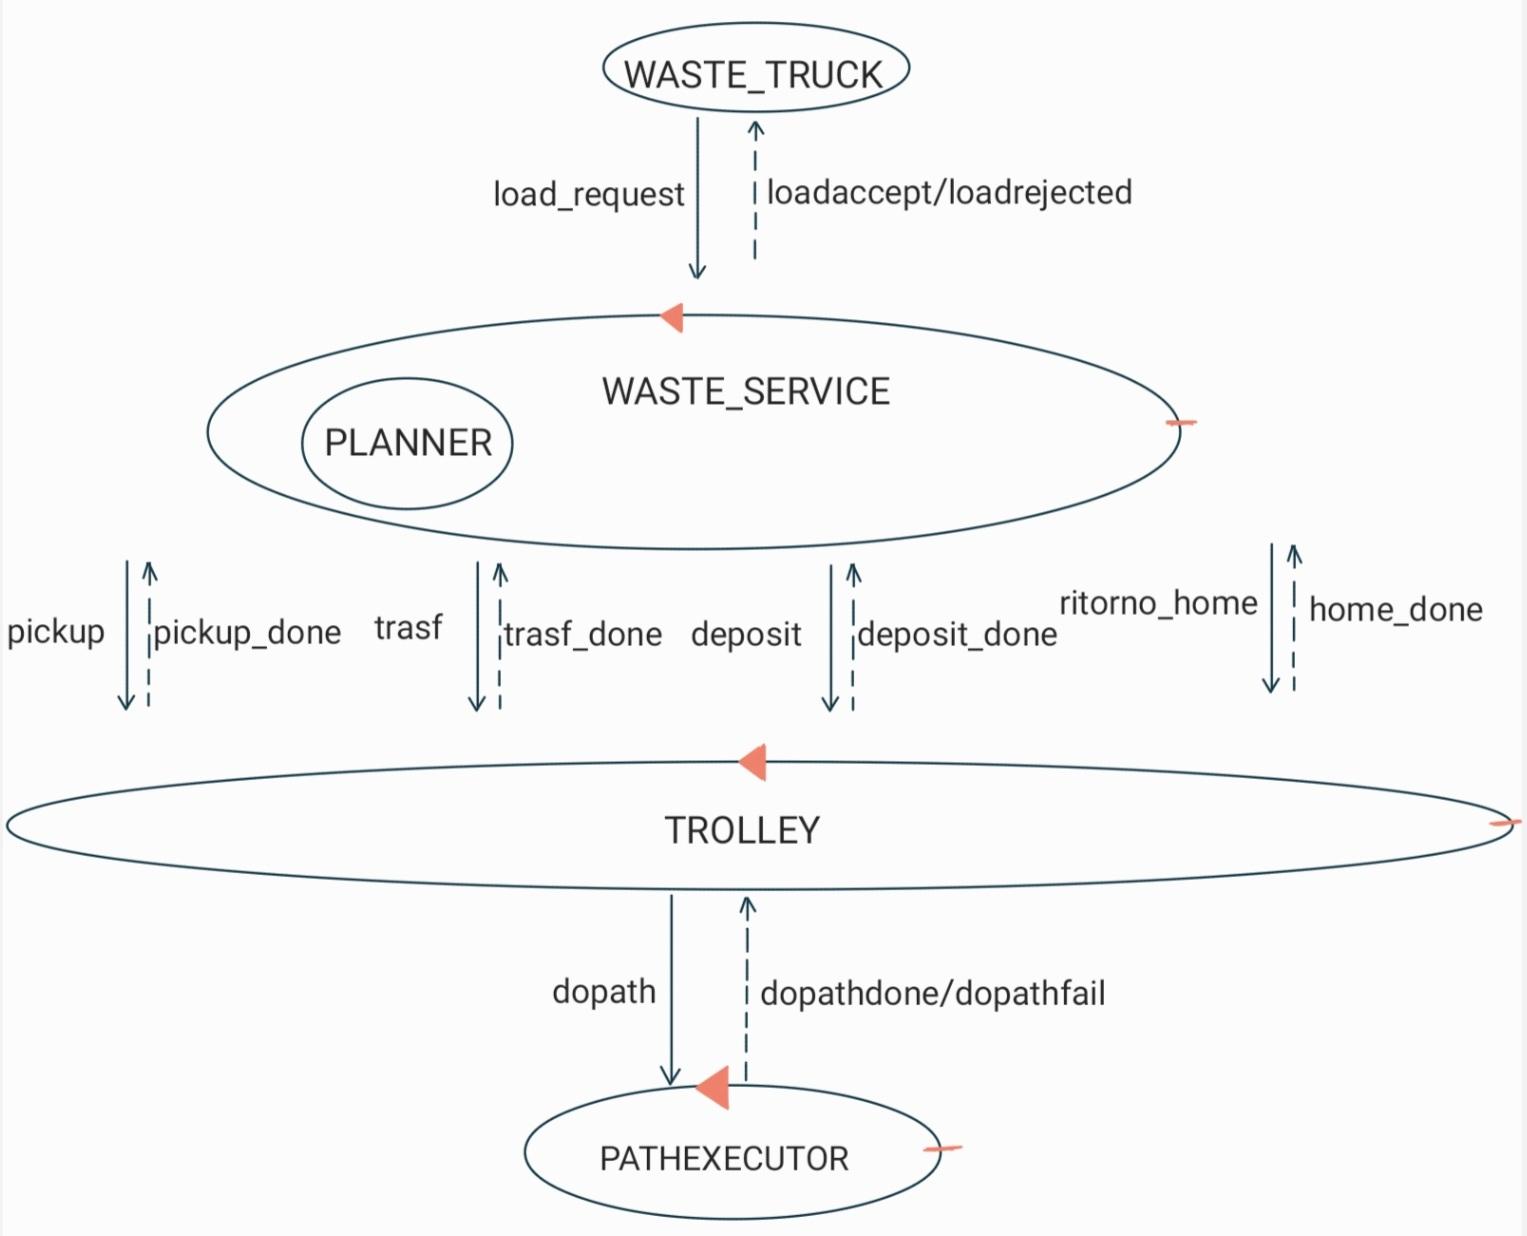 WASTE_TRUCK
load_request
loadaccept/loadrejected
WASTE_SERVICE
PLANNER
pickup
pickup_done
trasf
trasf_done
deposit
deposit_done
ritorno_home
home_done
TROLLEY
dopath
dopathdone/dopathfail
PATHEXECUTOR